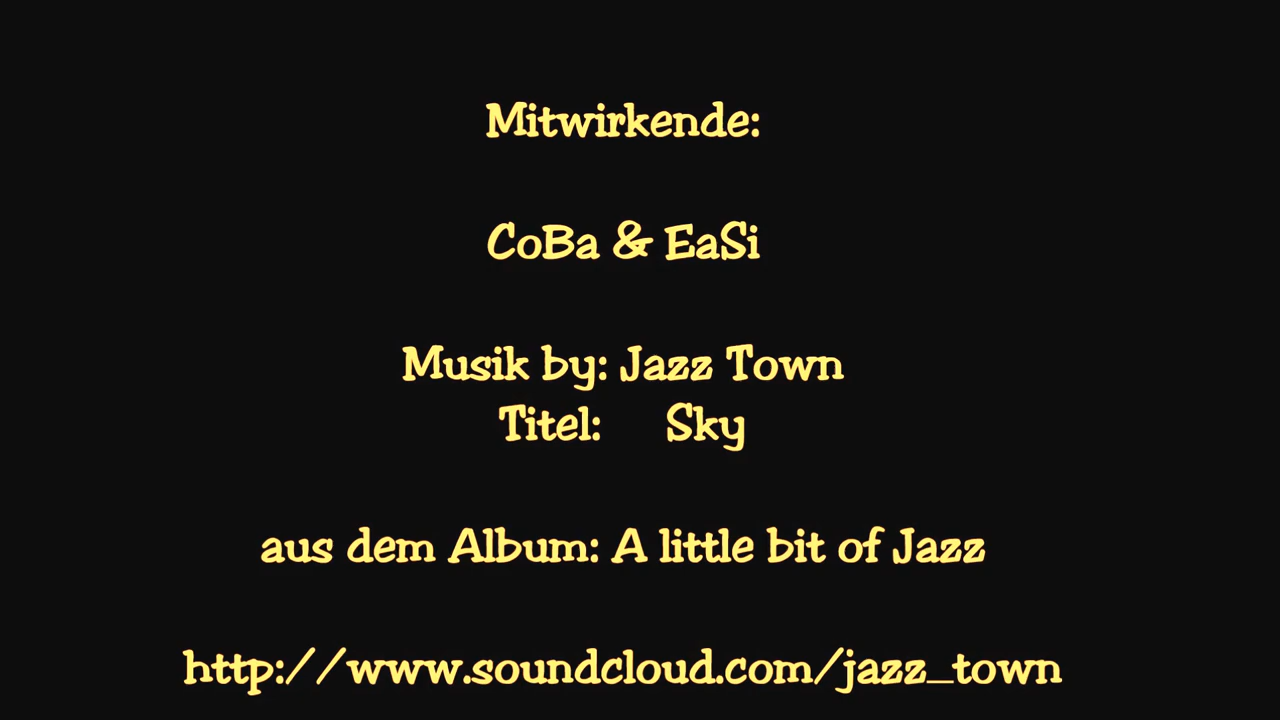 Mitwirkende:
CoBa & EaSi
Musik by: Jazz Town
Titel: Sky
aus dem Album: A little bit of Jazz
http://www.soundcloud.com/jazz_town